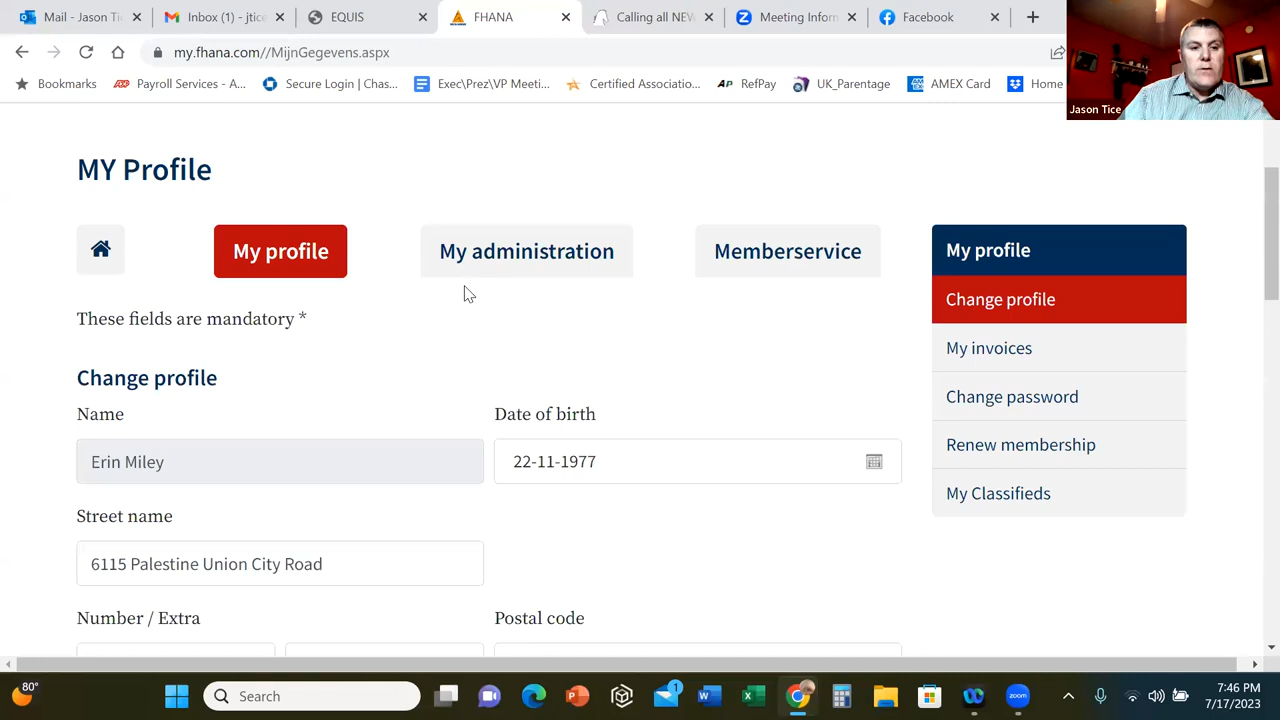 Mail - Jason Ti
Inbox (1) - jtice
EQUIS
FHANA
Calling all NEW
Meeting Inform
Facebook
my.fhana.com//MijnGegevens.aspx
Bookmarks
Payroll Services - A...
Secure Login | Chas...
Exec\Prez\VP Meeti...
Certified Associatio...
RefPay
UK_Parentage
AMEX Card
Home
Jason Tice
MY Profile
My profile
My administration
Memberservice
My profile
Change profile
My invoices
Change password
Renew membership
My Classifieds
These fields are mandatory *
Change profile
Name
Date of birth
Erin Miley
22-11-1977
Street name
6115 Palestine Union City Road
Number / Extra
Postal code
80°
Search
zoom
7:46 PM
7/17/2023